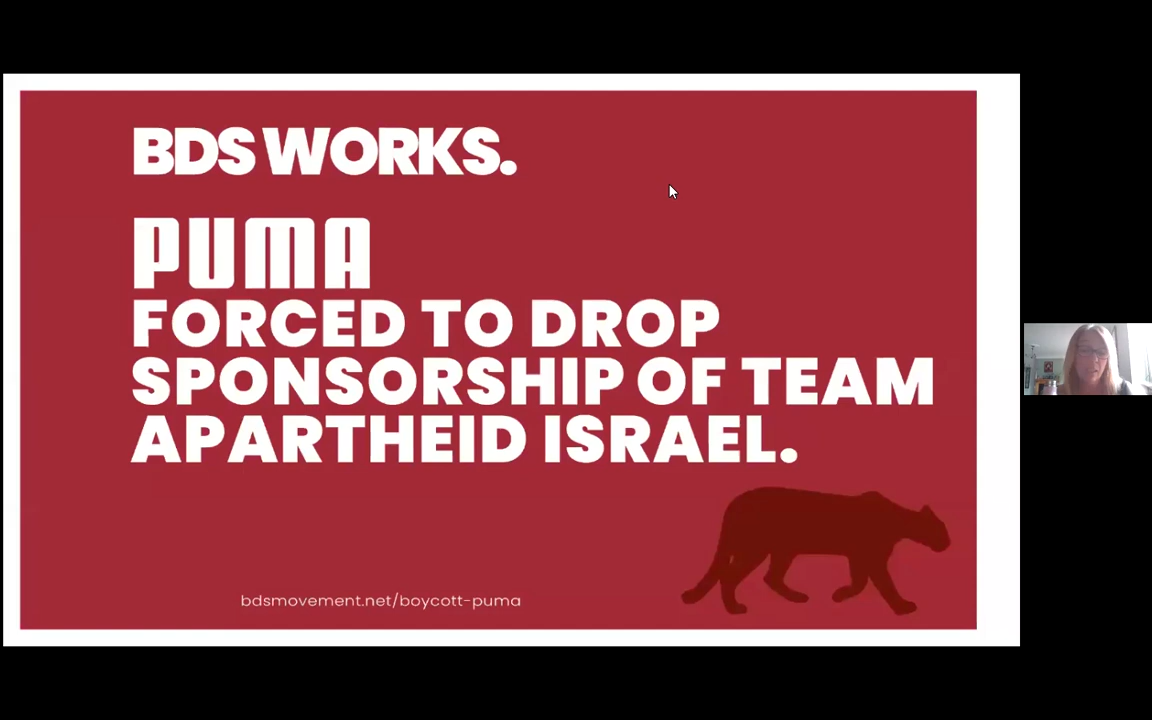 BDS WORKS.
PUMA
FORCED TO DROP
SPONSORSHIP OF TEAM
APARTHEID ISRAEL.
bdsmovement.net/boycott-puma